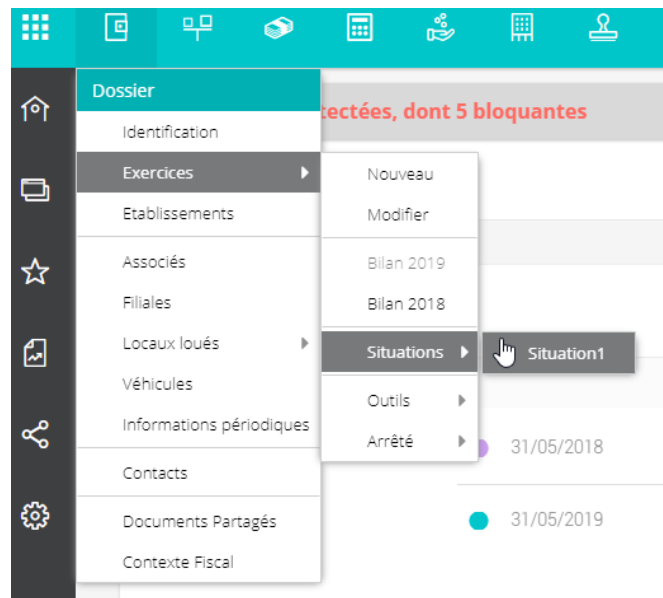 Dossier
tectées, dont 5 bloquantes
Identification
Exercices
Nouveau
Etablissements
Modifier
Associés
Bilan 2019
Filiales
Bilan 2018
Locaux loués
Situations
Situation1
Véhicules
Outils
Informations périodiques
Arrêté
31/05/2018
Contacts
Documents Partagés
31/05/2019
Contexte Fiscal